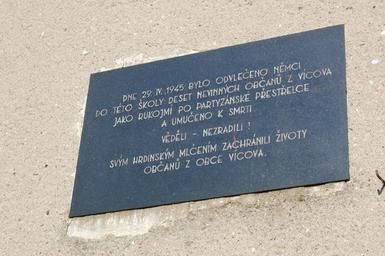 DNE 29. IV. 1945 BYLO ODVLEČENO NĚMCI
DO TÉTO ŠKOLY DESET NEVINNÝCH OBČANŮ Z VÍCOVA
JAKO RUKOJMÍ PO PARTYZÁNSKÉ PŘESTŘELCE
A UMUČENO K SMRTI.
VĚDĚLI - NEZRADILI !
SVÝM HRDINSKÝM MLČENÍM ZACHRÁNILI ŽIVOTY
OBČANŮ Z OBCE VÍCOVA.